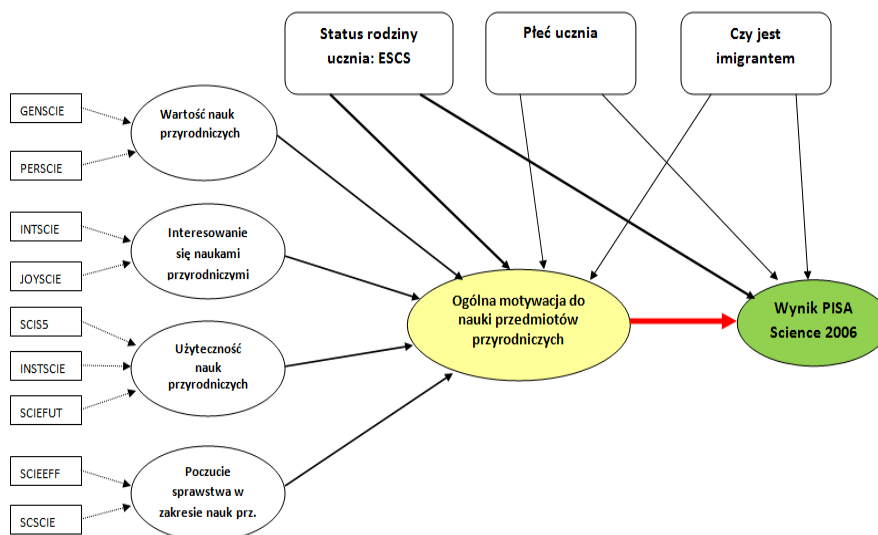 Status rodziny
ucznia: ESCS
Płeć ucznia
Czy jest
imigrantem
GENSCIE
PERSCIE
Wartość nauk
przyrodniczych
INTSCIE
JOYSCIE
Interesowanie
się naukami
przyrodniczymi
SCIS5
INSTSCIE
SCIEFUT
Użyteczność
nauk
przyrodniczych
SCIEEFF
SCSCIE
Poczucie
sprawstwa w
zakresie nauk prz.
Ogólna motywacja do
nauki przedmiotów
przyrodniczych
Wynik PISA
Science 2006